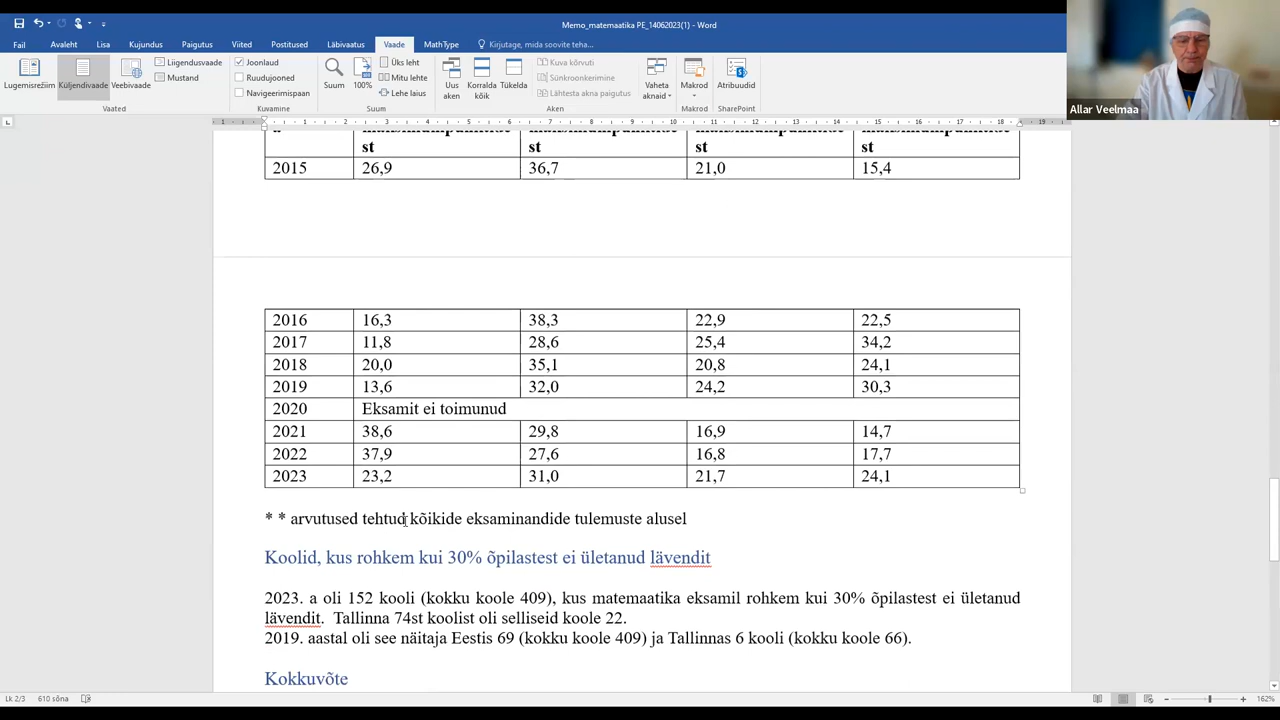 Memo_matemaatika PE_14062023(1) - Word
Fail Avaleht Lisa Kujundus Paigutus Viited Postitused Läbivaatus Vaade MathType Kirjutage, mida soovite teha...
Lugemisrežiim Küljendivaade Veebivaade Liigendusvaade Mustand
Vaated
Joonlaud
Ruudujooned
Navigeerimispaan
Kuvamine
Suum 100% Üks leht
Mitu lehte
Lehe laius
Suum
Uus aken Korralda kõik Tükelda
Kuva kõrvuti
Sünkroonkerimine
Lähtesta akna paigutus
Aken
Vaheta aknaid
Makrod
Makrod
Atribuudid
SharePoint
Allar Veelmaa
st st st st
2015 26,9 36,7 21,0 15,4
2016 16,3 38,3 22,9 22,5
2017 11,8 28,6 25,4 34,2
2018 20,0 35,1 20,8 24,1
2019 13,6 32,0 24,2 30,3
2020 Eksamit ei toimunud
2021 38,6 29,8 16,9 14,7
2022 37,9 27,6 16,8 17,7
2023 23,2 31,0 21,7 24,1
* * arvutused tehtud kõikide eksaminandide tulemuste alusel
Koolid, kus rohkem kui 30% õpilastest ei ületanud lävendit
2023. a oli 152 kooli (kokku koole 409), kus matemaatika eksamil rohkem kui 30% õpilastest ei ületanud
lävendit. Tallinna 74st koolist oli selliseid koole 22.
2019. aastal oli see näitaja Eestis 69 (kokku koole 409) ja Tallinnas 6 kooli (kokku koole 66).
Kokkuvõte
Lk 2/3 610 sõna 162%